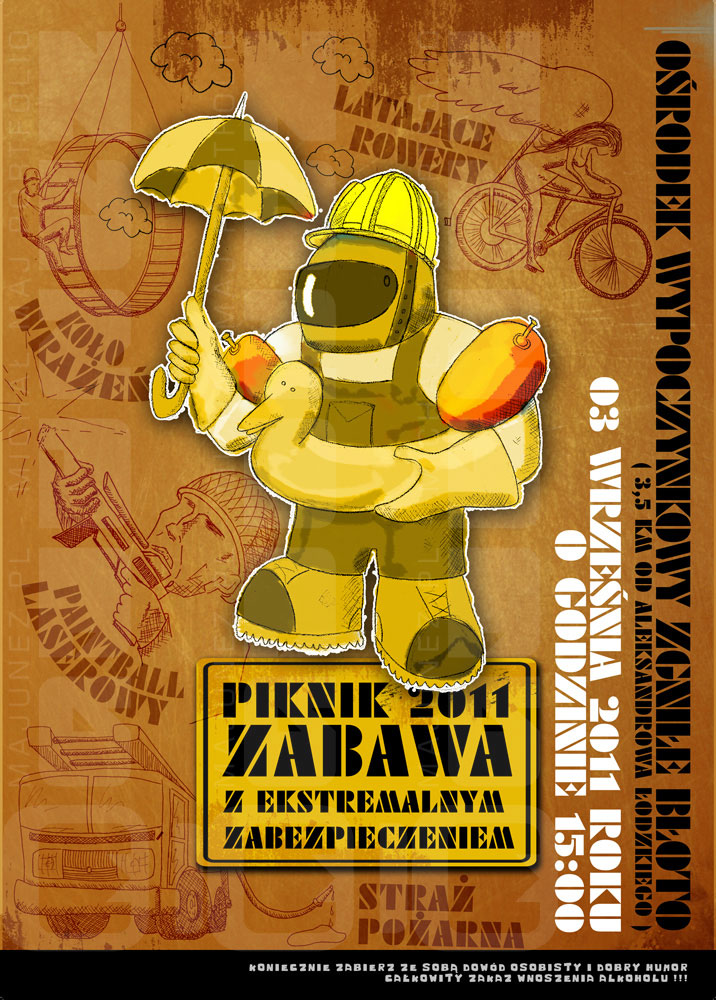 LATAJĄCE
ROWERY
KOŁO
WRAŻEŃ
PAINTBALL
LASEROWY
STRAŻ
POŻARNA
PIKNIK 2011
ZABAWA
Z EKSTREMALNYM
ZABEZPIECZENIEM
OŚRODEK WYPOCZYNKOWY ZGNIŁE BŁOTO
( 3,5 KM OD ALEKSANDROWA ŁÓDZKIEGO )
03 WRZEŚNIA 2011 ROKU
O GODZINIE 15:00
KONIECZNIE ZABIERZ ZE SOBĄ DOWÓD OSOBISTY I DOBRY HUMOR
CAŁKOWITY ZAKAZ WNOSZENIA ALKOHOLU !!!